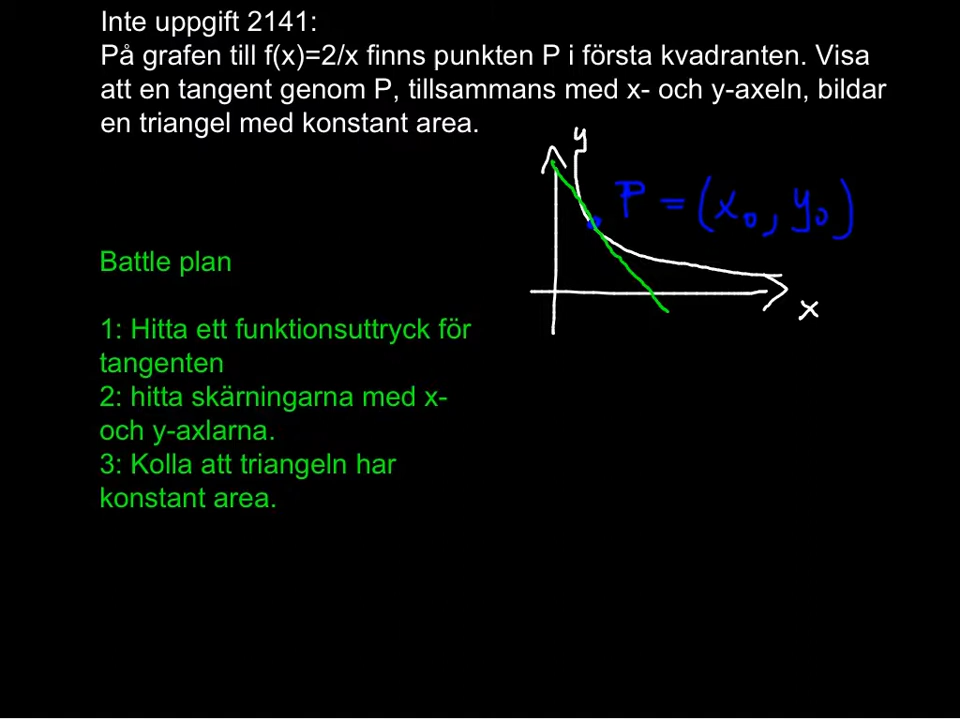 Inte uppgift 2141:
På grafen till f(x)=2/x finns punkten P i första kvadranten. Visa
att en tangent genom P, tillsammans med x- och y-axeln, bildar
en triangel med konstant area.
y
P = (x₀, y₀)
x
Battle plan
1: Hitta ett funktionsuttryck för
tangenten
2: hitta skärningarna med x-
och y-axlarna.
3: Kolla att triangeln har
konstant area.